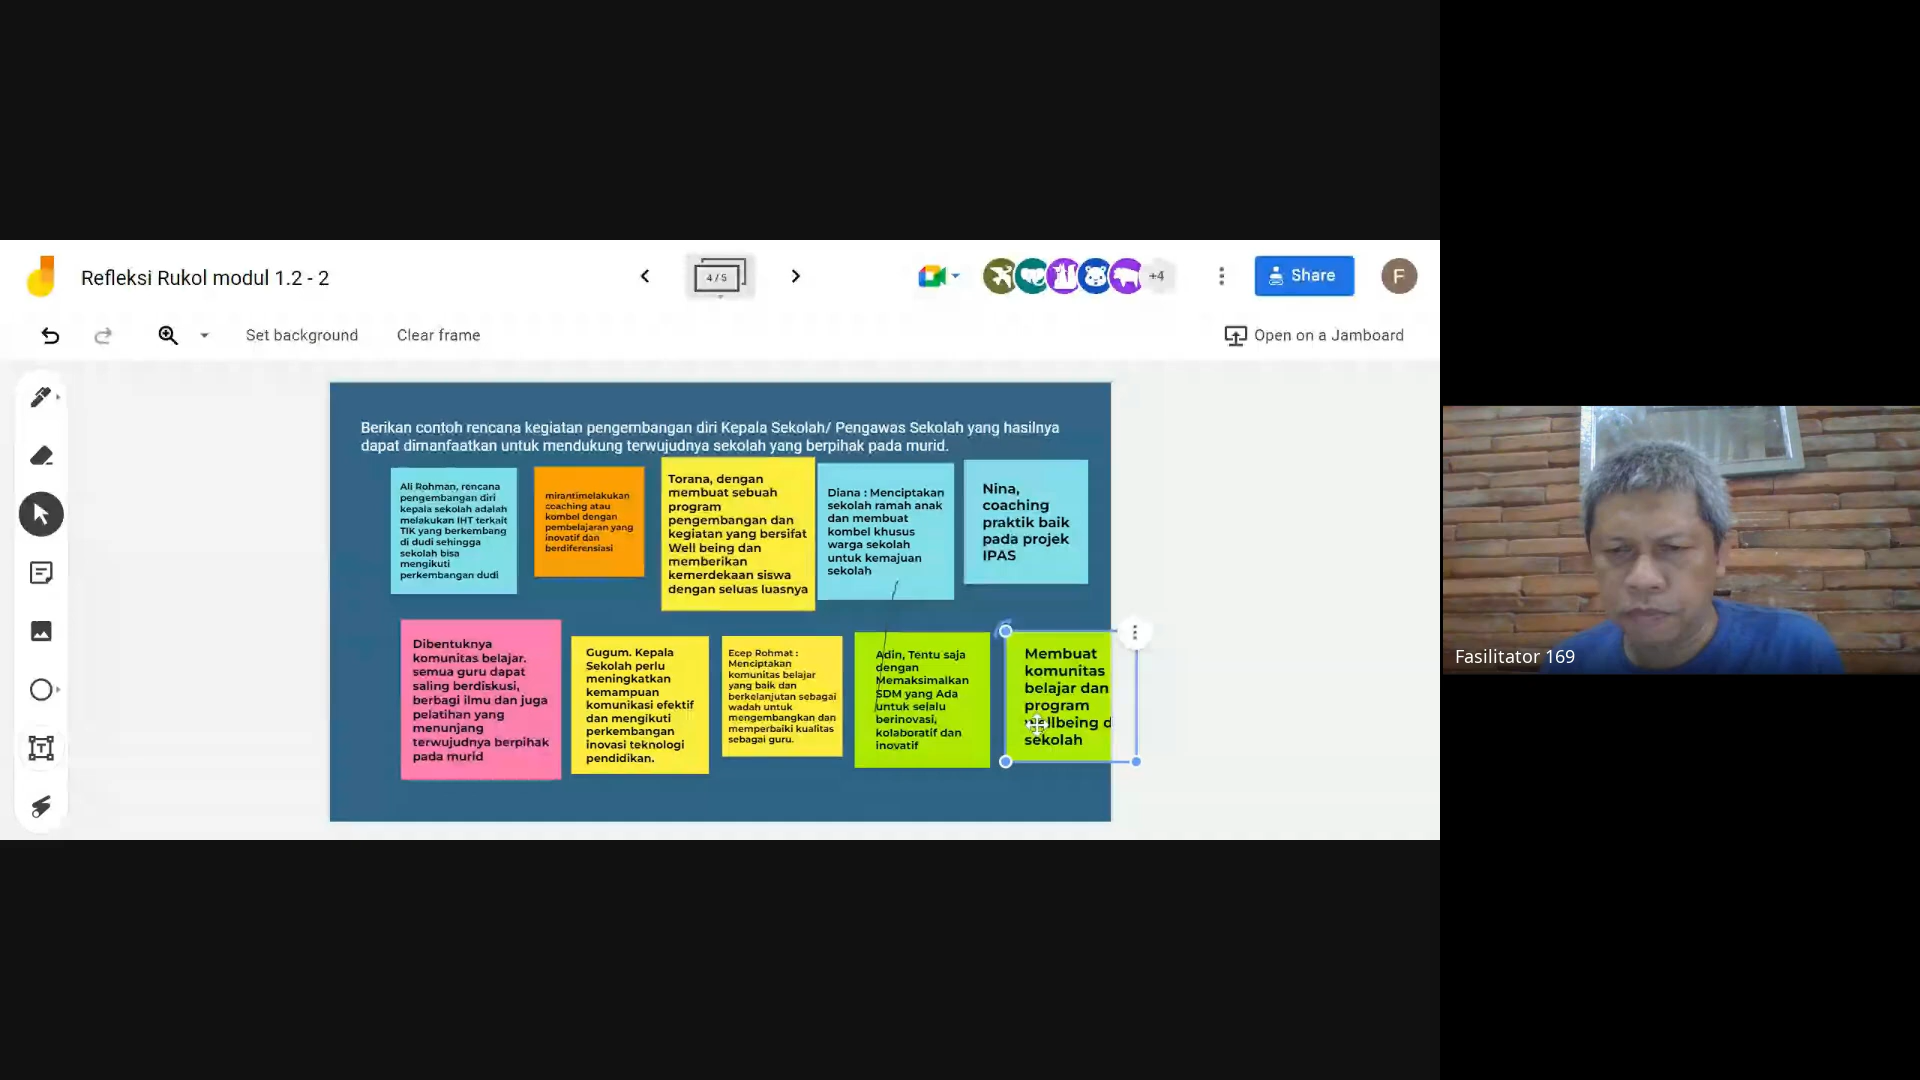 Refleksi Rukol modul 1.2 - 2
4 / 5
+4
Share
F
Set background
Clear frame
Open on a Jamboard
Berikan contoh rencana kegiatan pengembangan diri Kepala Sekolah/ Pengawas Sekolah yang hasilnya
dapat dimanfaatkan untuk mendukung terwujudnya sekolah yang berpihak pada murid.
Ali Rohman, rencana
pengembangan diri
kepala sekolah adalah
melakukan IHT terkait
TIK yang berkembang
di dudi sehingga
sekolah bisa
mengikuti
perkembangan dudi
mirantimelakukan
coaching atau
kombel dengan
pembelajaran yang
inovatif dan
berdiferensiasi
Torana, dengan
membuat sebuah
program
pengembangan dan
kegiatan yang bersifat
Well being dan
memberikan
kemerdekaan siswa
dengan seluas luasnya
Diana : Menciptakan
sekolah ramah anak
dan membuat
kombel khusus
warga sekolah
untuk kemajuan
sekolah
Nina,
coaching
praktik baik
pada projek
IPAS
Dibentuknya
komunitas belajar.
semua guru dapat
saling berdiskusi,
berbagi ilmu dan juga
pelatihan yang
menunjang
terwujudnya berpihak
pada murid
Gugum. Kepala
Sekolah perlu
meningkatkan
kemampuan
komunikasi efektif
dan mengikuti
perkembangan
inovasi teknologi
pendidikan.
Ecep Rohmat :
Menciptakan
komunitas belajar
yang baik dan
berkelanjutan sebagai
wadah untuk
mengembangkan dan
memperbaiki kualitas
sebagai guru.
Adin, Tentu saja
dengan
Memaksimalkan
SDM yang Ada
untuk selalu
berinovasi,
kolaboratif dan
inovatif
Membuat
komunitas
belajar dan
program
wellbeing d
sekolah
Fasilitator 169